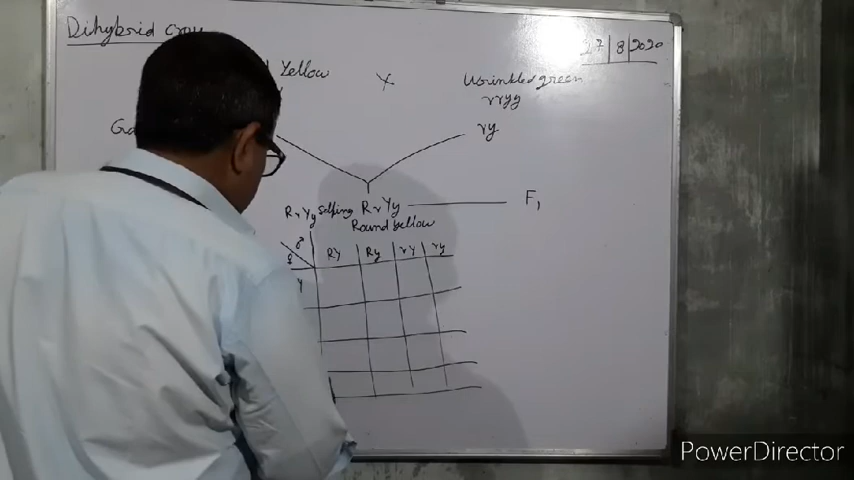 Dihybrid cross
27|8|2020
Yellow X Wrinkled green
rryy
Ga
ry
RrYy Selfing RrYy F1
Round Yellow
♂ RY Ry rY ry
♀
Y
PowerDirector